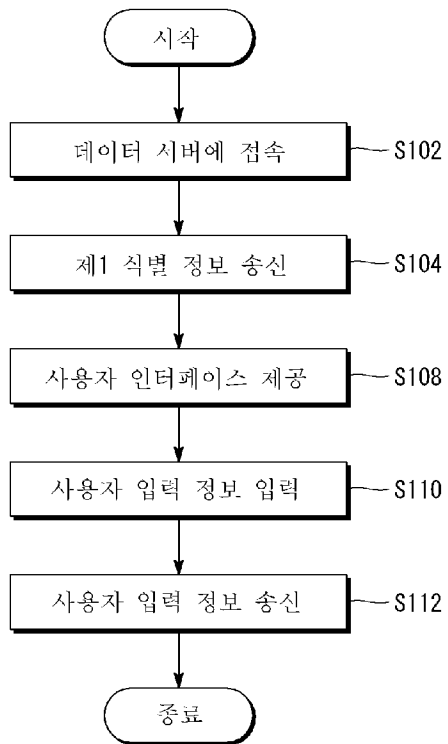 시작
데이터 서버에 접속 S102
제1 식별 정보 송신 S104
사용자 인터페이스 제공 S108
사용자 입력 정보 입력 S110
사용자 입력 정보 송신 S112
종료